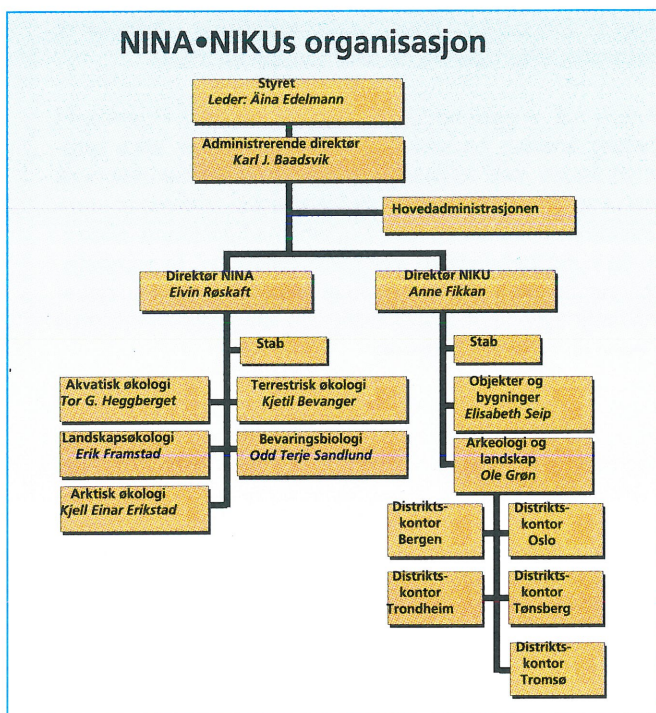 NINA•NIKUs organisasjon
Styret
Leder: Äina Edelmann
Administrerende direktør
Karl J. Baadsvik
Hovedadministrasjonen
Direktør NINA
Eivin Røskaft
Direktør NIKU
Anne Fikkan
Stab
Stab
Akvatisk økologi
Tor G. Heggberget
Terrestrisk økologi
Kjetil Bevanger
Objekter og
bygninger
Elisabeth Seip
Landskapsøkologi
Erik Framstad
Bevaringsbiologi
Odd Terje Sandlund
Arkeologi og
landskap
Ole Grøn
Arktisk økologi
Kjell Einar Erikstad
Distrikts-
kontor
Bergen
Distrikts-
kontor
Oslo
Distrikts-
kontor
Trondheim
Distrikts-
kontor
Tønsberg
Distrikts-
kontor
Tromsø